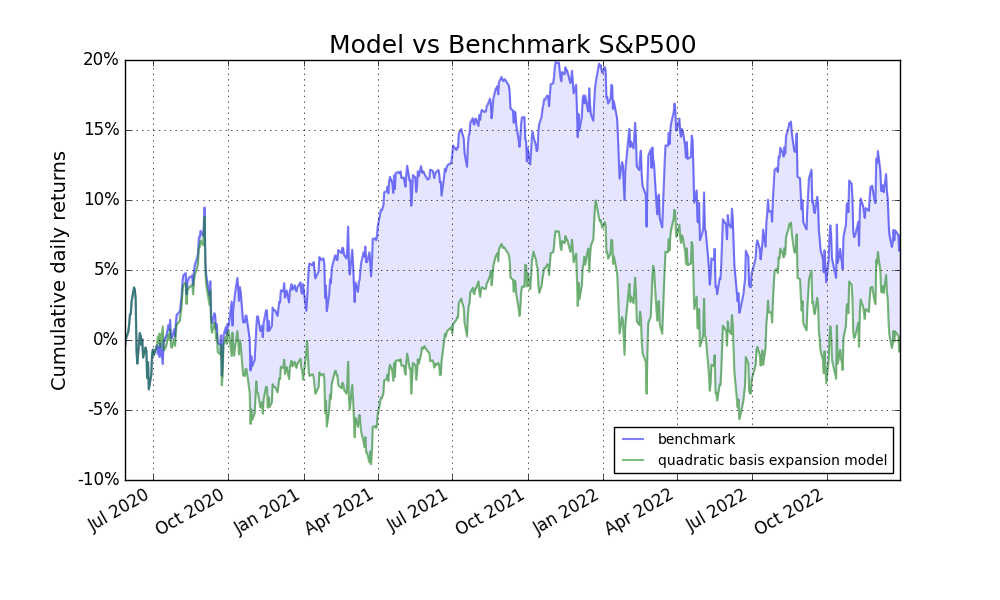 Model vs Benchmark S&P500
Cumulative daily returns
20%
15%
10%
5%
0%
-5%
-10%
Jul 2020
Oct 2020
Jan 2021
Apr 2021
Jul 2021
Oct 2021
Jan 2022
Apr 2022
Jul 2022
Oct 2022
benchmark
quadratic basis expansion model